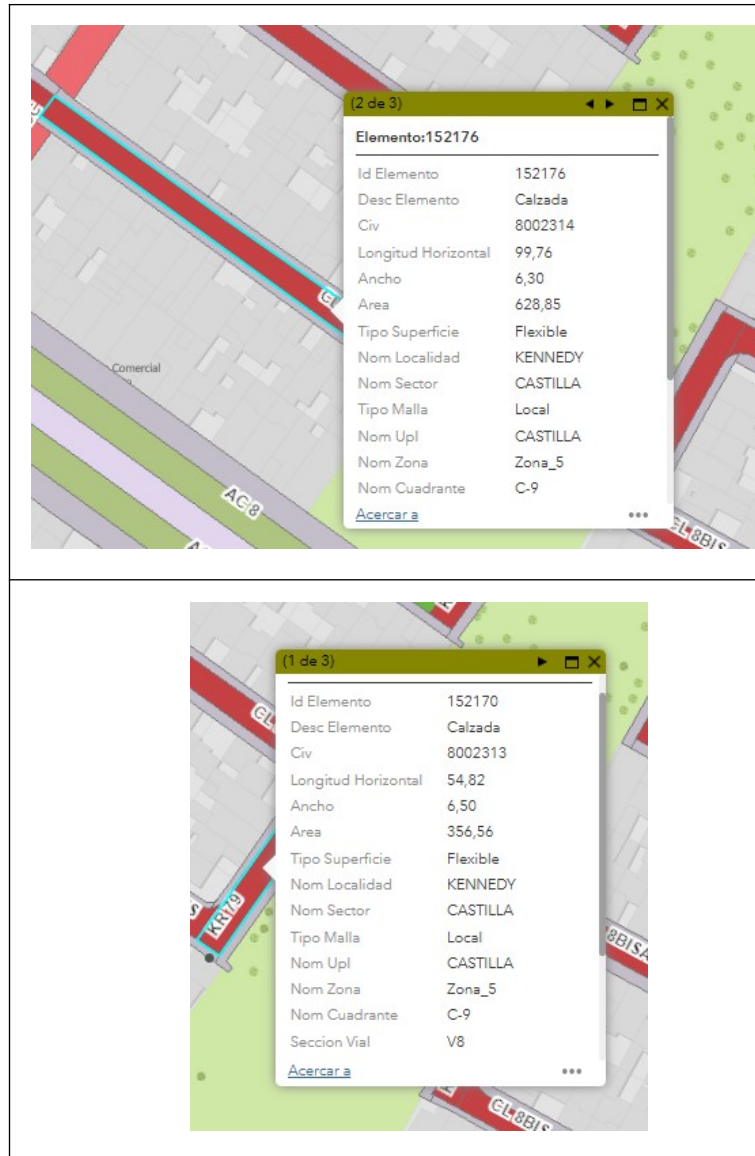 (2 de 3)
Elemento:152176
Id Elemento 152176
Desc Elemento Calzada
Civ 8002314
Longitud Horizontal 99,76
Ancho 6,30
Area 628,85
Tipo Superficie Flexible
Nom Localidad KENNEDY
Nom Sector CASTILLA
Tipo Malla Local
Nom Upl CASTILLA
Nom Zona Zona_5
Nom Cuadrante C-9
Acercar a
Comercial
AC 8
CL 8BIS
(1 de 3)
Id Elemento 152170
Desc Elemento Calzada
Civ 8002313
Longitud Horizontal 54,82
Ancho 6,50
Area 356,56
Tipo Superficie Flexible
Nom Localidad KENNEDY
Nom Sector CASTILLA
Tipo Malla Local
Nom Upl CASTILLA
Nom Zona Zona_5
Nom Cuadrante C-9
Seccion Vial V8
Acercar a
KR 79
8BISA
CL 8BIS